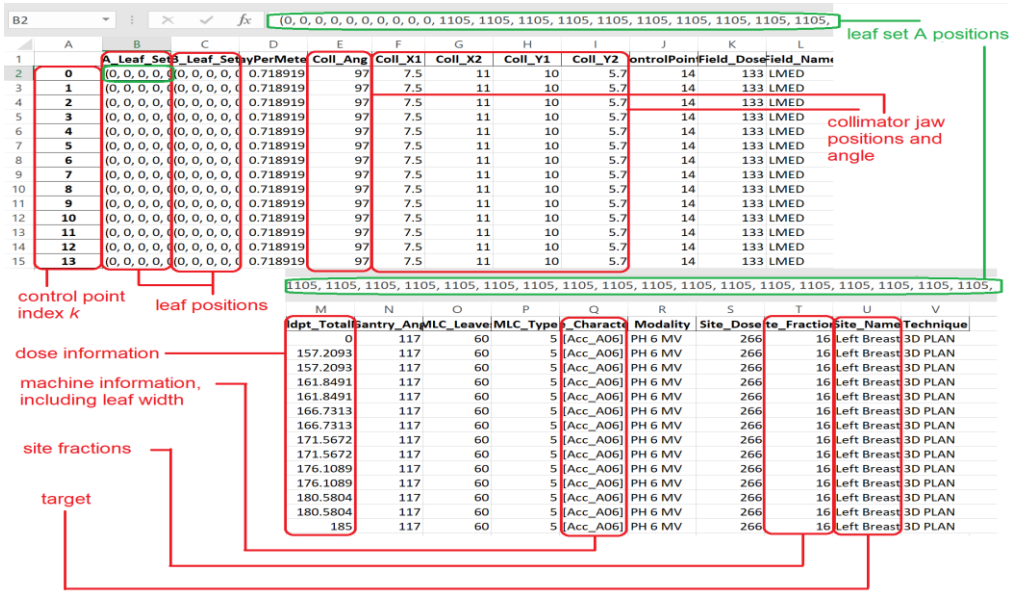 B2 fx (0, 0, 0, 0, 0, 0, 0, 0, 0, 0, 1105, 1105, 1105, 1105, 1105, 1105, 1105, 1105, 1105,
leaf set A positions
A B C D E F G H I J K L
1 A_Leaf_Set B_Leaf_Set ayPerMete Coll_Ang Coll_X1 Coll_X2 Coll_Y1 Coll_Y2 ontrolPoint Field_Dose Field_Name
2 0 (0, 0, 0, 0, 0 (0, 0, 0, 0, 0 0.718919 97 7.5 11 10 5.7 14 133 LMED
3 1 (0, 0, 0, 0, (0, 0, 0, 0, 0.718919 97 7.5 11 10 5.7 14 133 LMED
4 2 (0, 0, 0, 0, (0, 0, 0, 0, 0.718919 97 7.5 11 10 5.7 14 133 LMED
5 3 (0, 0, 0, 0, (0, 0, 0, 0, 0.718919 97 7.5 11 10 5.7 14 133 LMED
6 4 (0, 0, 0, 0, (0, 0, 0, 0, 0.718919 97 7.5 11 10 5.7 14 133 LMED
7 5 (0, 0, 0, 0, (0, 0, 0, 0, 0.718919 97 7.5 11 10 5.7 14 133 LMED
8 6 (0, 0, 0, 0, (0, 0, 0, 0, 0.718919 97 7.5 11 10 5.7 14 133 LMED
9 7 (0, 0, 0, 0, (0, 0, 0, 0, 0.718919 97 7.5 11 10 5.7 14 133 LMED
10 8 (0, 0, 0, 0, (0, 0, 0, 0, 0.718919 97 7.5 11 10 5.7 14 133 LMED
11 9 (0, 0, 0, 0, (0, 0, 0, 0, 0.718919 97 7.5 11 10 5.7 14 133 LMED
12 10 (0, 0, 0, 0, (0, 0, 0, 0, 0.718919 97 7.5 11 10 5.7 14 133 LMED
13 11 (0, 0, 0, 0, (0, 0, 0, 0, 0.718919 97 7.5 11 10 5.7 14 133 LMED
14 12 (0, 0, 0, 0, (0, 0, 0, 0, 0.718919 97 7.5 11 10 5.7 14 133 LMED
15 13 (0, 0, 0, 0, (0, 0, 0, 0, 0.718919 97 7.5 11 10 5.7 14 133 LMED
collimator jaw
positions and
angle
control point
index k
leaf positions
1105, 1105, 1105, 1105, 1105, 1105, 1105, 1105, 1105, 1105, 1105, 1105, 1105, 1105, 1105, 1105, 1105, 1105,
M N O P Q R S T U V
ldpt_Totall Gantry_Ang MLC_Leaves MLC_Type e_Characte Modality Site_Dose te_Fraction Site_Name Technique
0 117 60 5 [Acc_A06] PH 6 MV 266 16 Left Breast 3D PLAN
157.2093 117 60 5 [Acc_A06] PH 6 MV 266 16 Left Breast 3D PLAN
157.2093 117 60 5 [Acc_A06] PH 6 MV 266 16 Left Breast 3D PLAN
161.8491 117 60 5 [Acc_A06] PH 6 MV 266 16 Left Breast 3D PLAN
161.8491 117 60 5 [Acc_A06] PH 6 MV 266 16 Left Breast 3D PLAN
166.7313 117 60 5 [Acc_A06] PH 6 MV 266 16 Left Breast 3D PLAN
166.7313 117 60 5 [Acc_A06] PH 6 MV 266 16 Left Breast 3D PLAN
171.5672 117 60 5 [Acc_A06] PH 6 MV 266 16 Left Breast 3D PLAN
171.5672 117 60 5 [Acc_A06] PH 6 MV 266 16 Left Breast 3D PLAN
176.1089 117 60 5 [Acc_A06] PH 6 MV 266 16 Left Breast 3D PLAN
176.1089 117 60 5 [Acc_A06] PH 6 MV 266 16 Left Breast 3D PLAN
180.5804 117 60 5 [Acc_A06] PH 6 MV 266 16 Left Breast 3D PLAN
180.5804 117 60 5 [Acc_A06] PH 6 MV 266 16 Left Breast 3D PLAN
185 117 60 5 [Acc_A06] PH 6 MV 266 16 Left Breast 3D PLAN
dose information
machine information,
including leaf width
site fractions
target